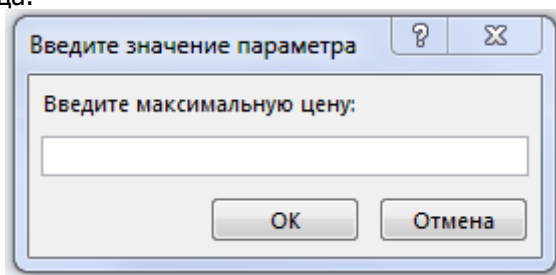 Введите значение параметра
Введите максимальную цену:
ОК
Отмена